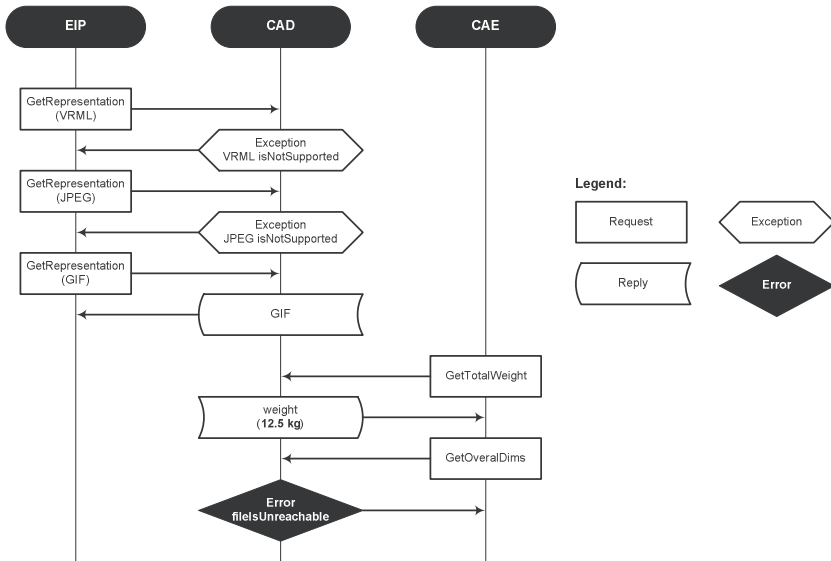 EIP
CAD
CAE
GetRepresentation
(VRML)
Exception
VRML isNotSupported
GetRepresentation
(JPEG)
Exception
JPEG isNotSupported
GetRepresentation
(GIF)
GIF
GetTotalWeight
weight
(12.5 kg)
GetOveralDims
Error
fileIsUnreachable
Legend:
Request
Exception
Reply
Error